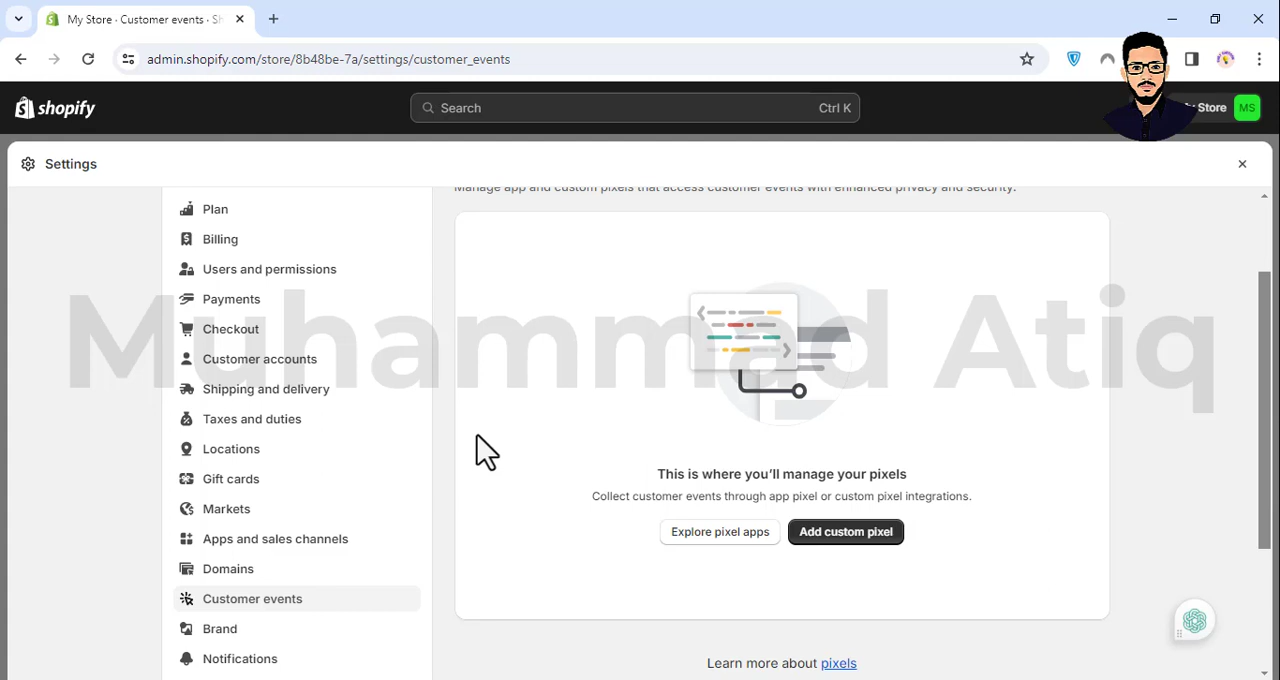 My Store · Customer events · Sh
admin.shopify.com/store/8b48be-7a/settings/customer_events
shopify
Search
Ctrl K
Store
MS
Settings
Manage app and custom pixels that access customer events with enhanced privacy and security.
Plan
Billing
Users and permissions
Payments
Checkout
Customer accounts
Shipping and delivery
Taxes and duties
Locations
Gift cards
Markets
Apps and sales channels
Domains
Customer events
Brand
Notifications
Muhammad Atiq
This is where you'll manage your pixels
Collect customer events through app pixel or custom pixel integrations.
Explore pixel apps
Add custom pixel
Learn more about pixels